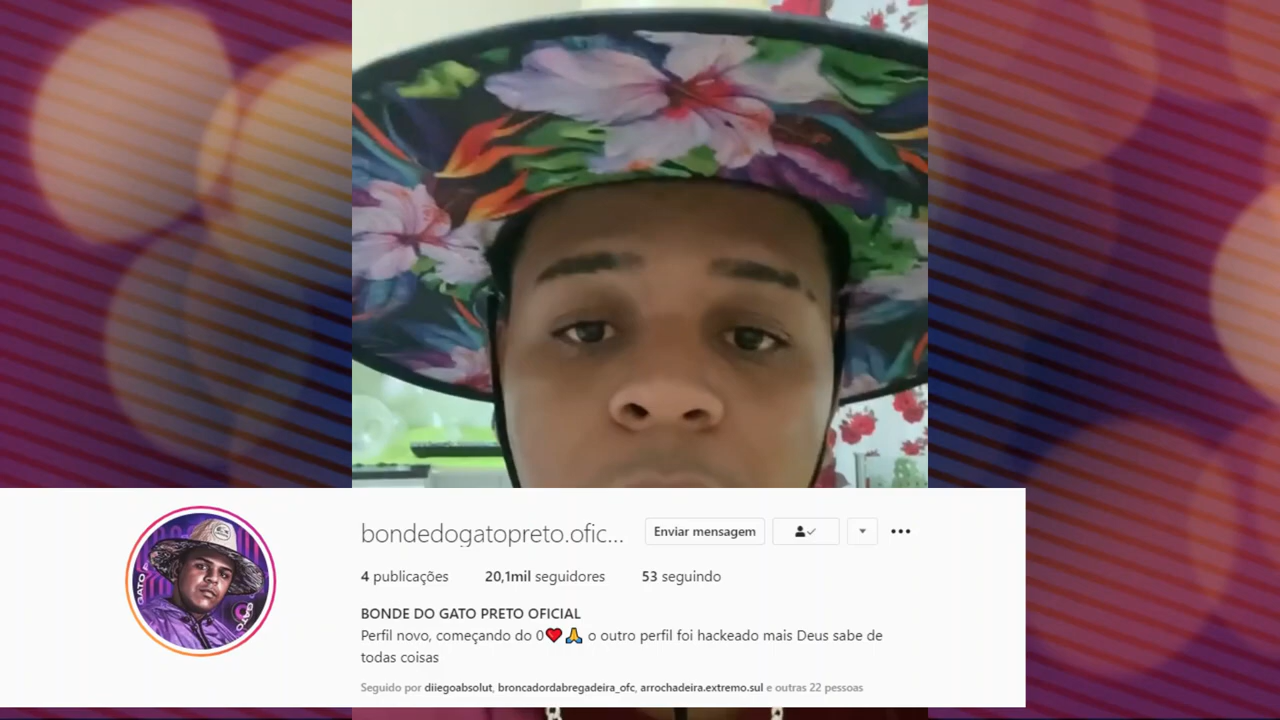 bondedogatopreto.ofic...
Enviar mensagem
4 publicações 20,1mil seguidores 53 seguindo
BONDE DO GATO PRETO OFICIAL
Perfil novo, começando do 0❤️🙏 o outro perfil foi hackeado mais Deus sabe de
todas coisas
Seguido por diiegoabsolut, broncadordabregadeira_ofc, arrochadeira.extremo.sul e outras 22 pessoas